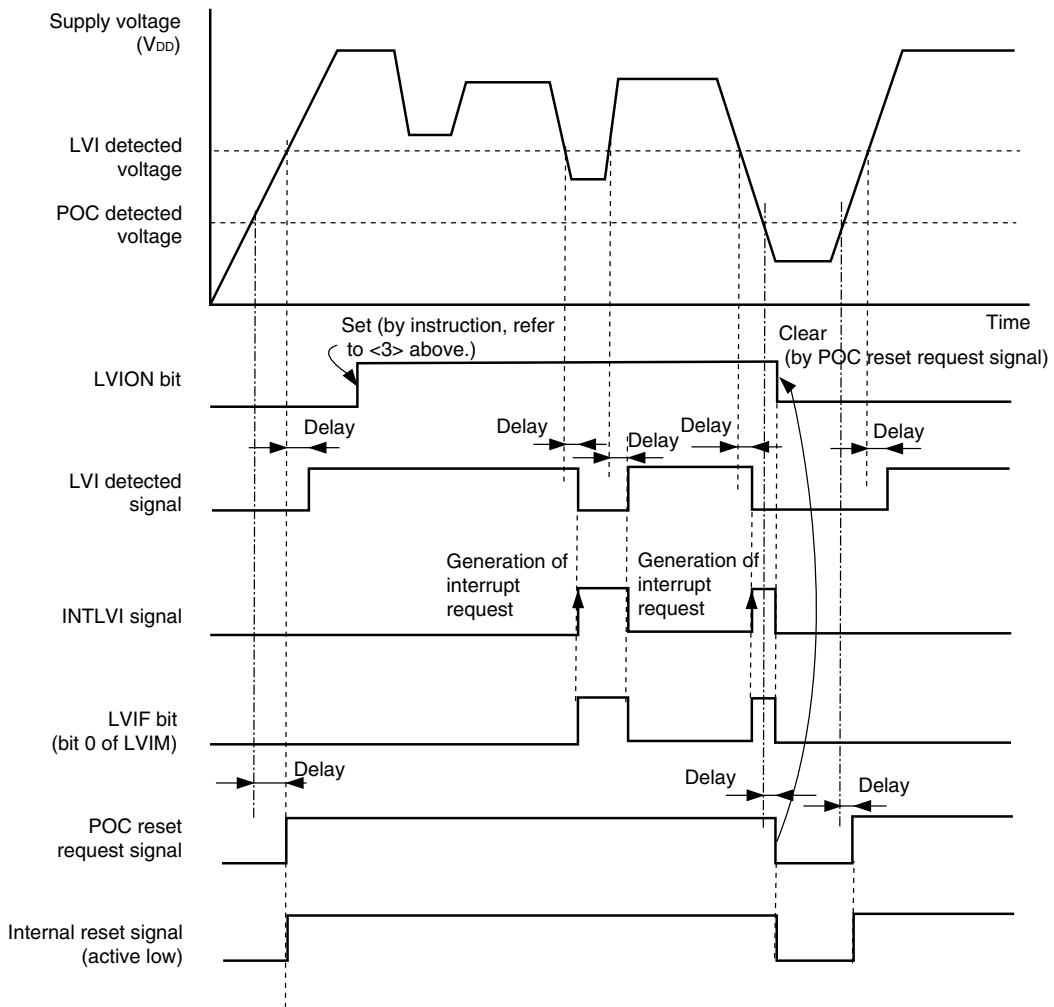 Supply voltage
(VDD)
LVI detected
voltage
POC detected
voltage
Time
Set (by instruction, refer
to <3> above.)
Clear
(by POC reset request signal)
LVION bit
Delay
Delay
Delay
Delay
Delay
LVI detected
signal
Generation of
interrupt
request
Generation of
interrupt
request
INTLVI signal
LVIF bit
(bit 0 of LVIM)
Delay
Delay
Delay
POC reset
request signal
Internal reset signal
(active low)